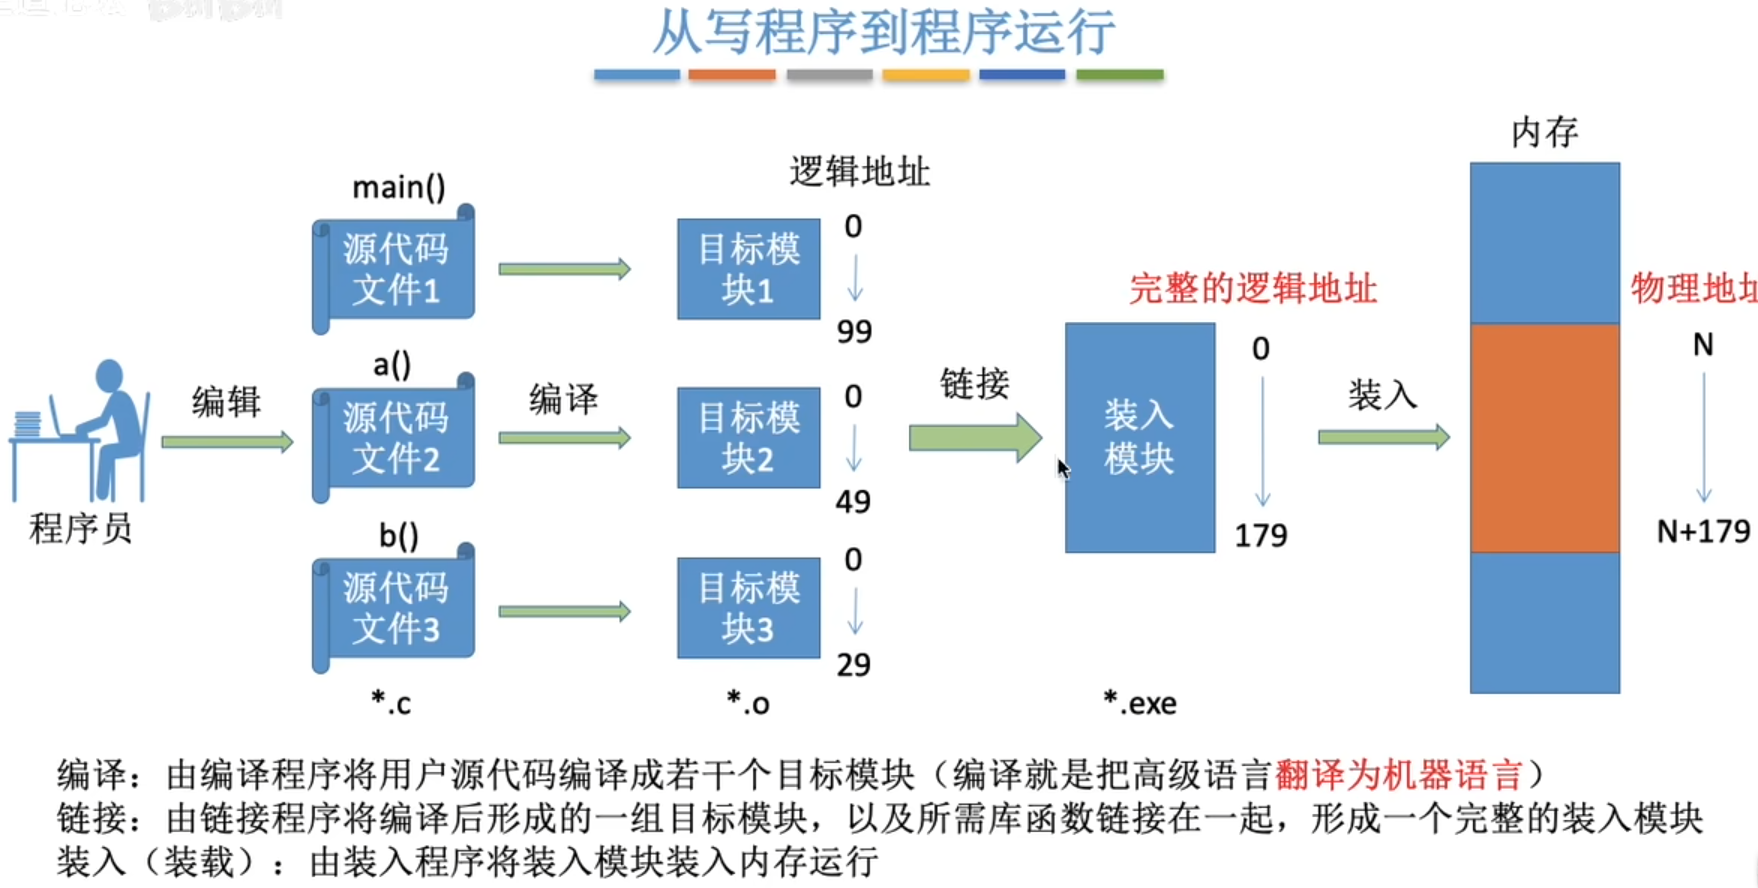 从写程序到程序运行
内存
逻辑地址
main()
源代码
文件1
目标模
块1
0
99
完整的逻辑地址
物理地址
a()
源代码
文件2
编辑
编译
目标模
块2
0
49
链接
装入
模块
0
179
装入
N
N+179
程序员
b()
源代码
文件3
目标模
块3
0
29
*.c
*.o
*.exe
编译：由编译程序将用户源代码编译成若干个目标模块（编译就是把高级语言翻译为机器语言）
链接：由链接程序将编译后形成的一组目标模块，以及所需库函数链接在一起，形成一个完整的装入模块
装入（装载）：由装入程序将装入模块装入内存运行